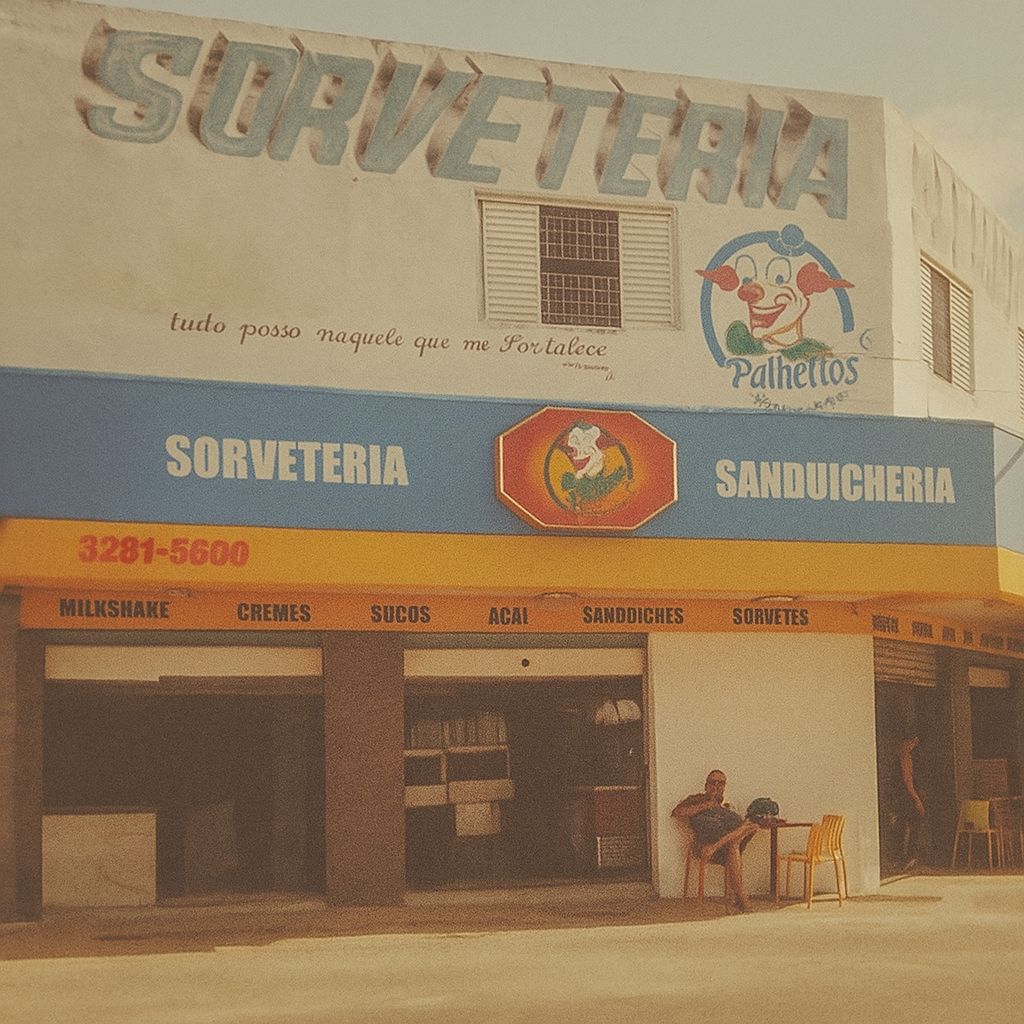 SORVETERIA
tudo posso naquele que me Fortalece
Palhettos
SORVETERIA
SANDUICHERIA
3281-5600
MILKSHAKE CREMES SUCOS ACAI SANDDICHES SORVETES